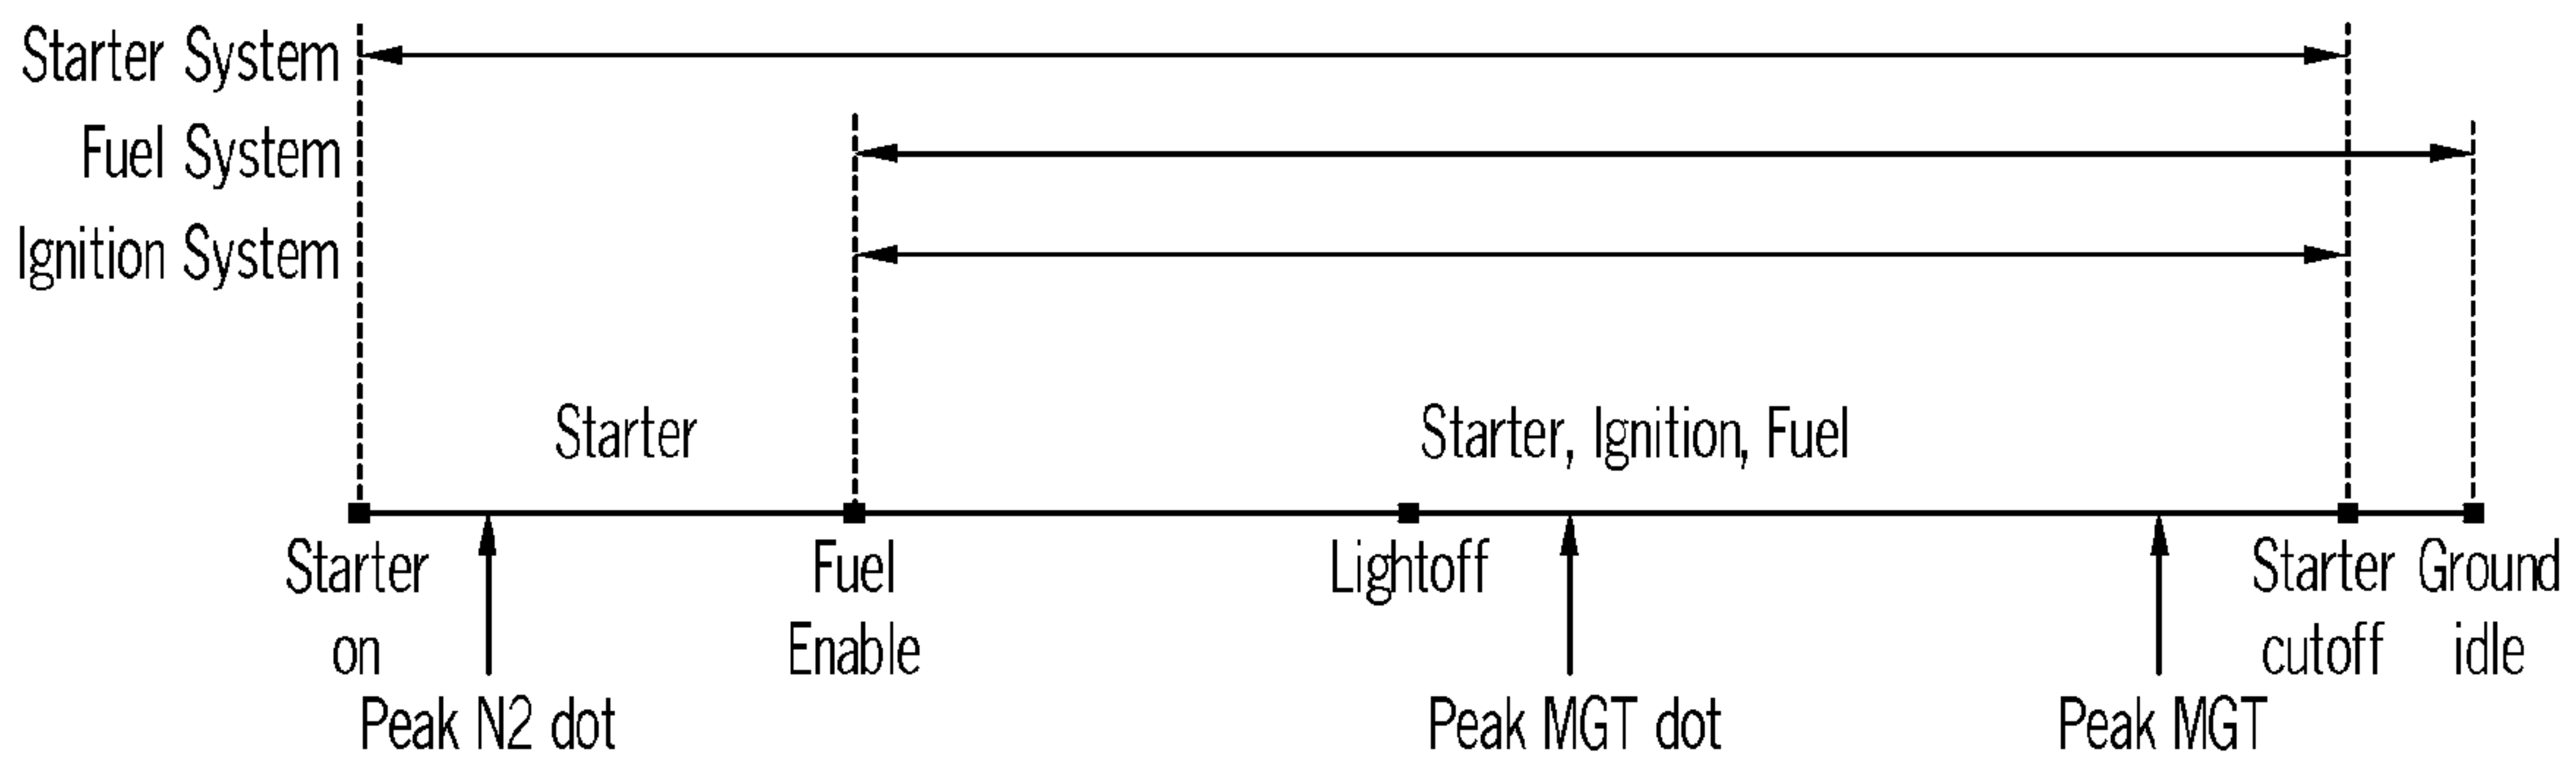 Starter System
Fuel System
Ignition System
Starter
Starter, Ignition, Fuel
Starter
on
Fuel
Enable
Lightoff
Starter
cutoff
Ground
idle
Peak N2 dot
Peak MGT dot
Peak MGT